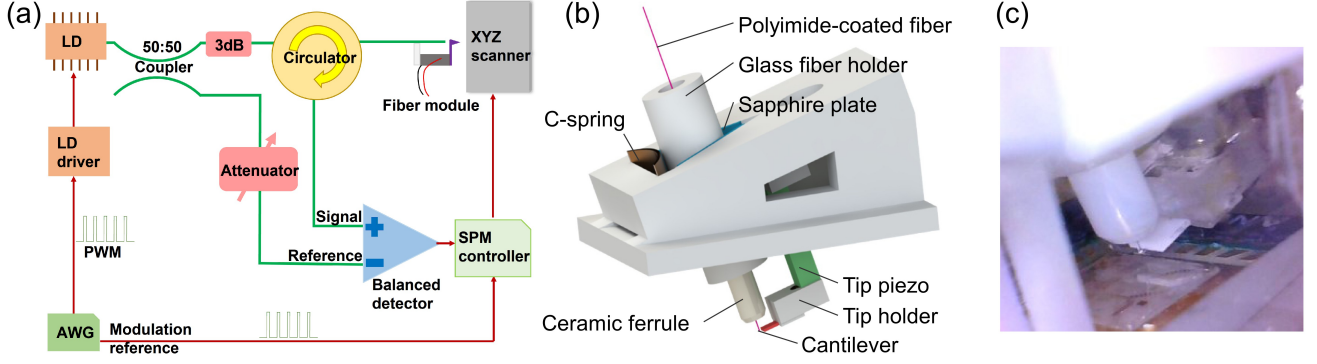 (a)
LD
50:50
Coupler
3dB
Circulator
XYZ
scanner
Fiber module
LD
driver
Attenuator
PWM
Signal
Reference
Balanced
detector
SPM
controller
AWG
Modulation
reference
(b)
Polyimide-coated fiber
Glass fiber holder
Sapphire plate
C-spring
Tip piezo
Tip holder
Ceramic ferrule
Cantilever
(c)